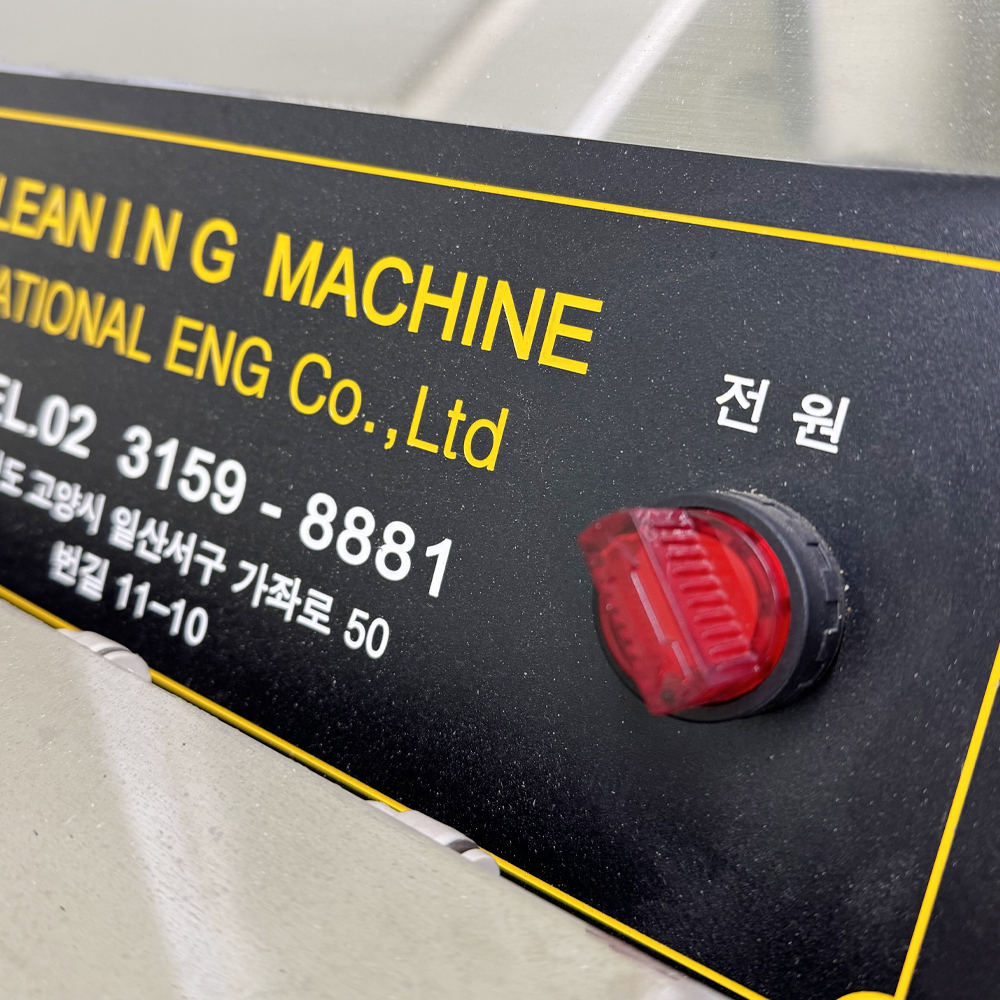 LEANING MACHINE
ATIONAL ENG Co.,Ltd
EL.02 3159-8881
도 고양시 일산서구 가좌로 50
번길 11-10
전 원